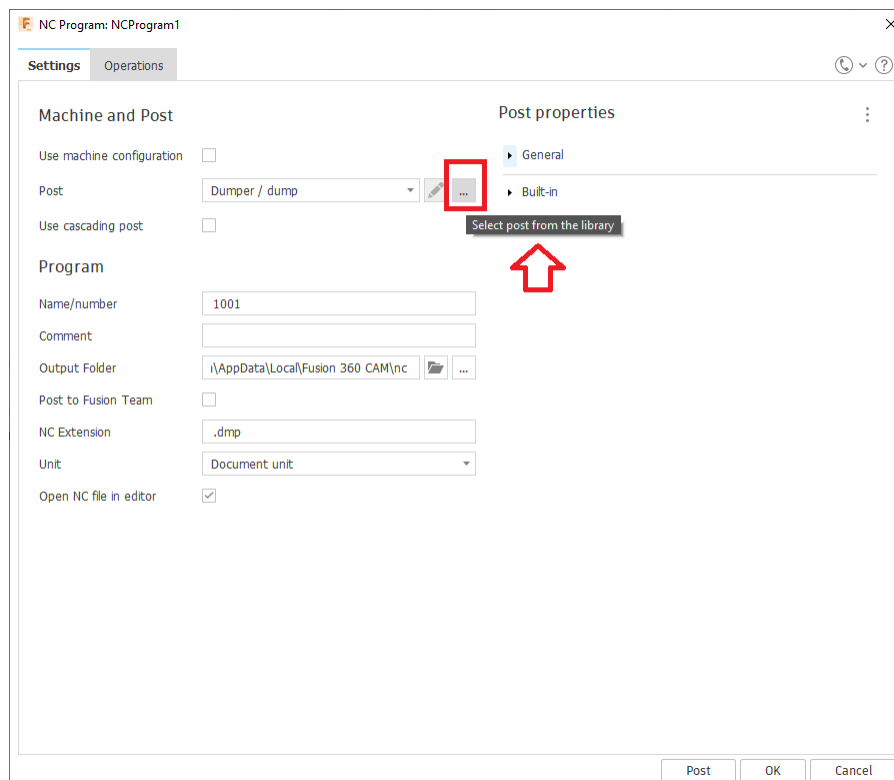 NC Program: NCProgram1
Settings
Operations
Machine and Post
Use machine configuration
Post
Dumper / dump
...
Use cascading post
Select post from the library
Program
Name/number
1001
Comment
Output Folder
\AppData\Local\Fusion 360 CAM\nc
...
Post to Fusion Team
NC Extension
.dmp
Unit
Document unit
Open NC file in editor
Post properties
General
Built-in
Post
OK
Cancel